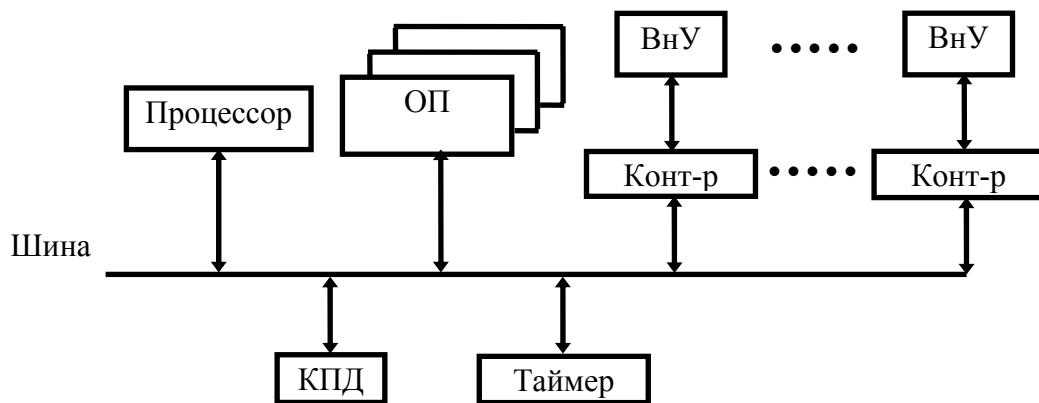 ВнУ
ВнУ
Процессор
ОП
Конт-р
Конт-р
Шина
КПД
Таймер